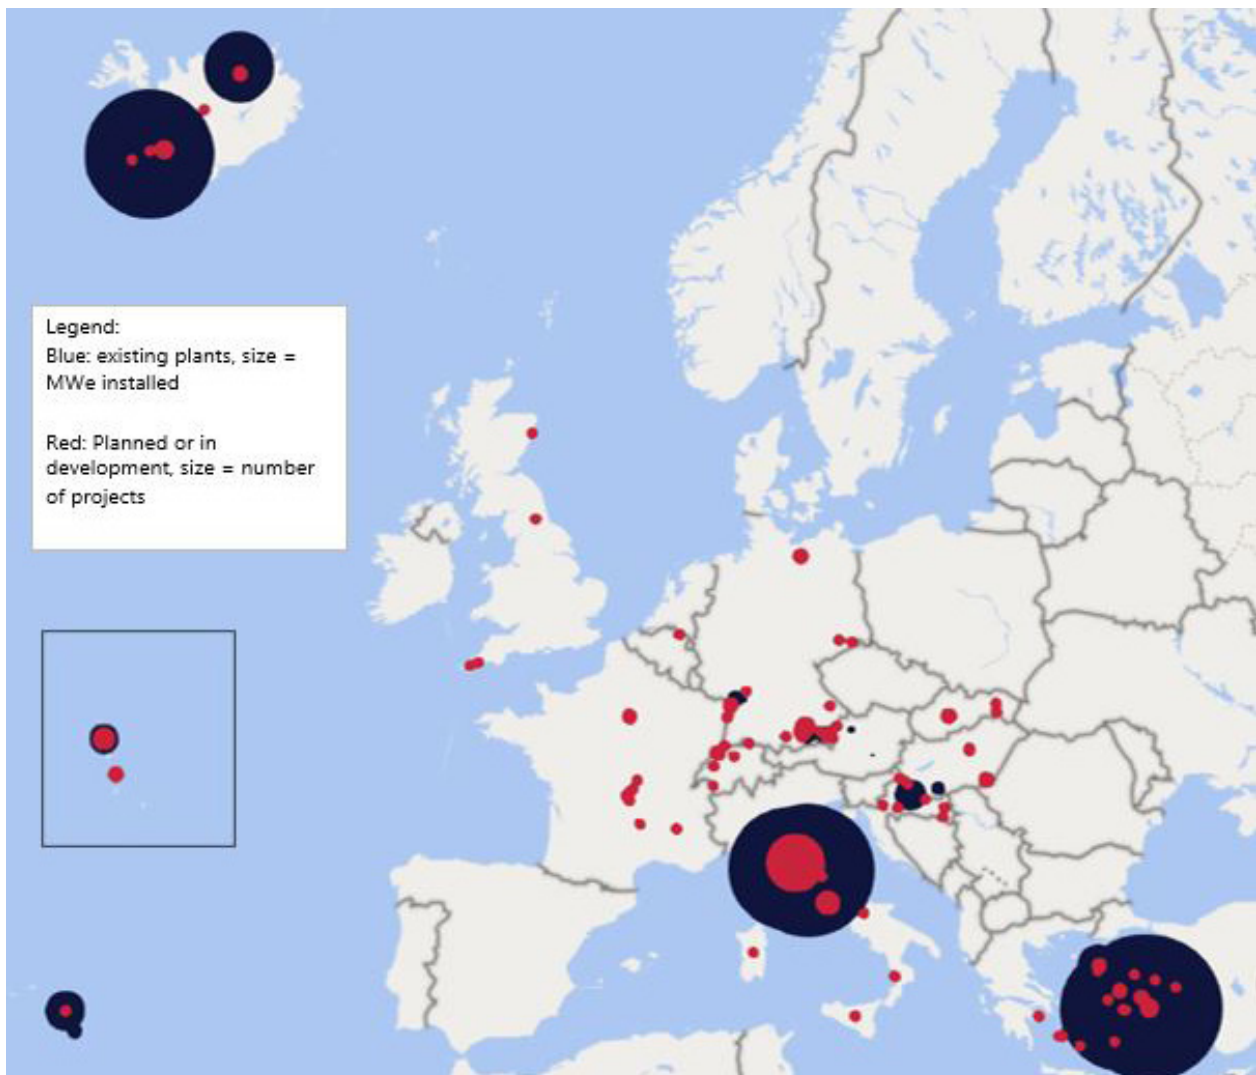 Legend:
Blue: existing plants, size =
MWe installed
Red: Planned or in
development, size = number
of projects